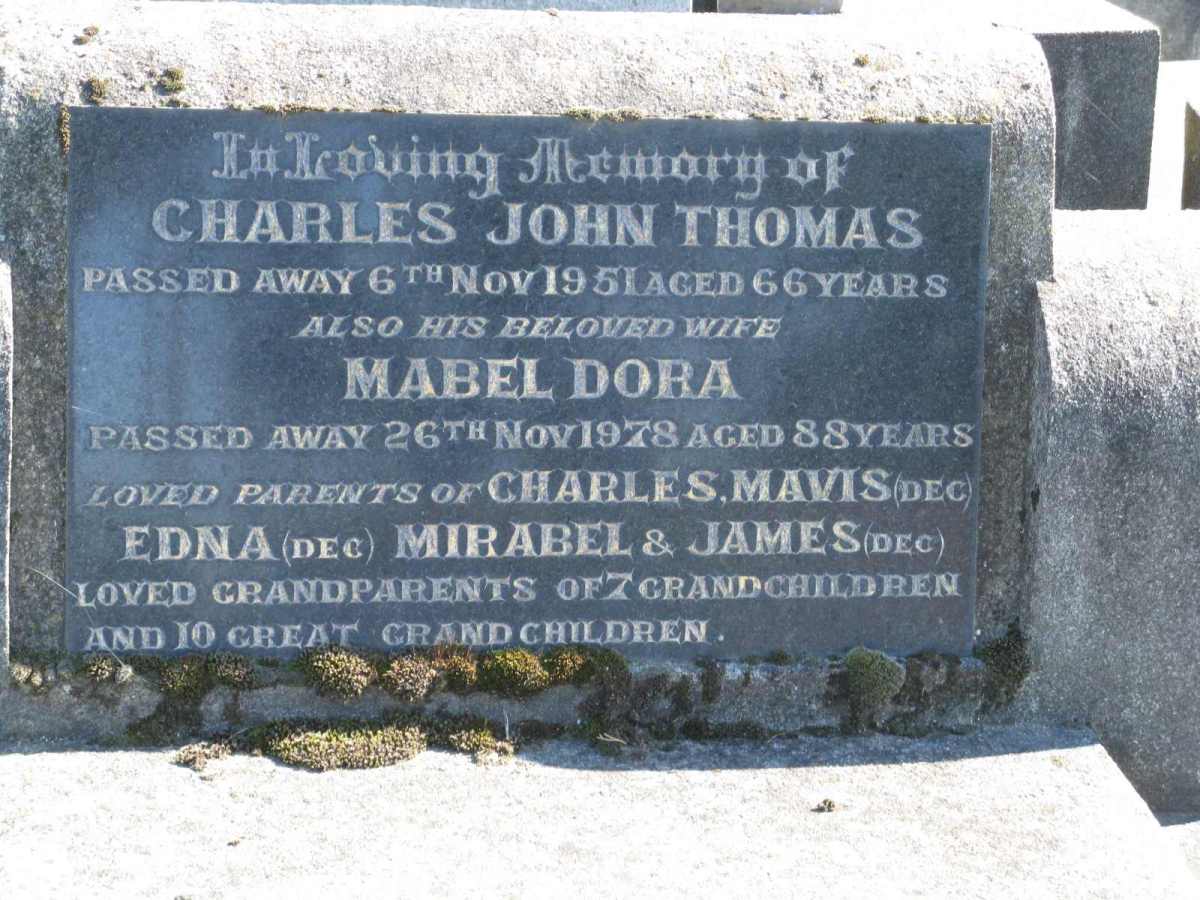 In Loving Memory of
CHARLES JOHN THOMAS
PASSED AWAY 6TH NOV 1951 AGED 66 YEARS
ALSO HIS BELOVED WIFE
MABEL DORA
PASSED AWAY 26TH NOV 1978 AGED 88 YEARS
LOVED PARENTS OF CHARLES, MAVIS (DEC)
EDNA (DEC) MIRABEL & JAMES (DEC)
LOVED GRANDPARENTS OF 7 GRANDCHILDREN
AND 10 GREAT GRANDCHILDREN.